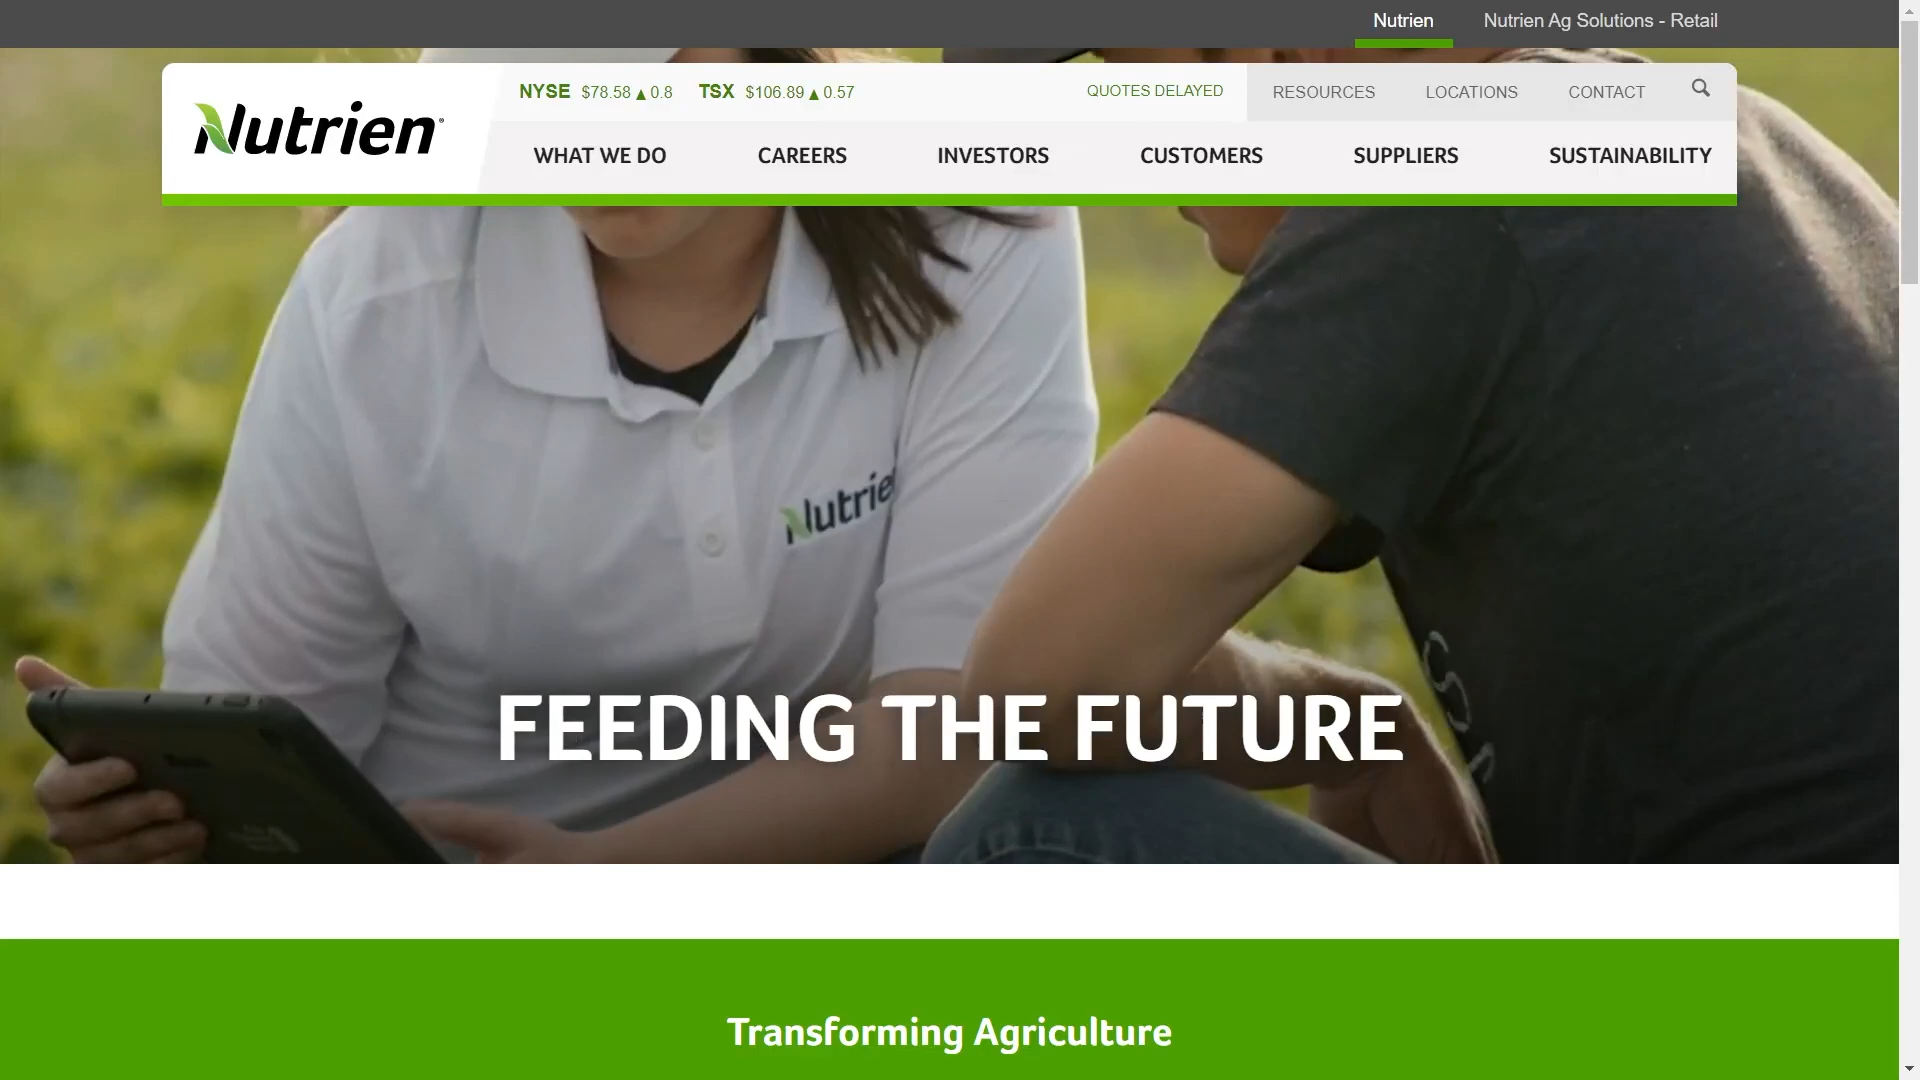 Nutrien
Nutrien Ag Solutions - Retail
NYSE $78.58 ▲ 0.8 TSX $106.89 ▲ 0.57
QUOTES DELAYED
RESOURCES
LOCATIONS
CONTACT
Nutrien®
WHAT WE DO
CAREERS
INVESTORS
CUSTOMERS
SUPPLIERS
SUSTAINABILITY
Nutrie
FEEDING THE FUTURE
Transforming Agriculture